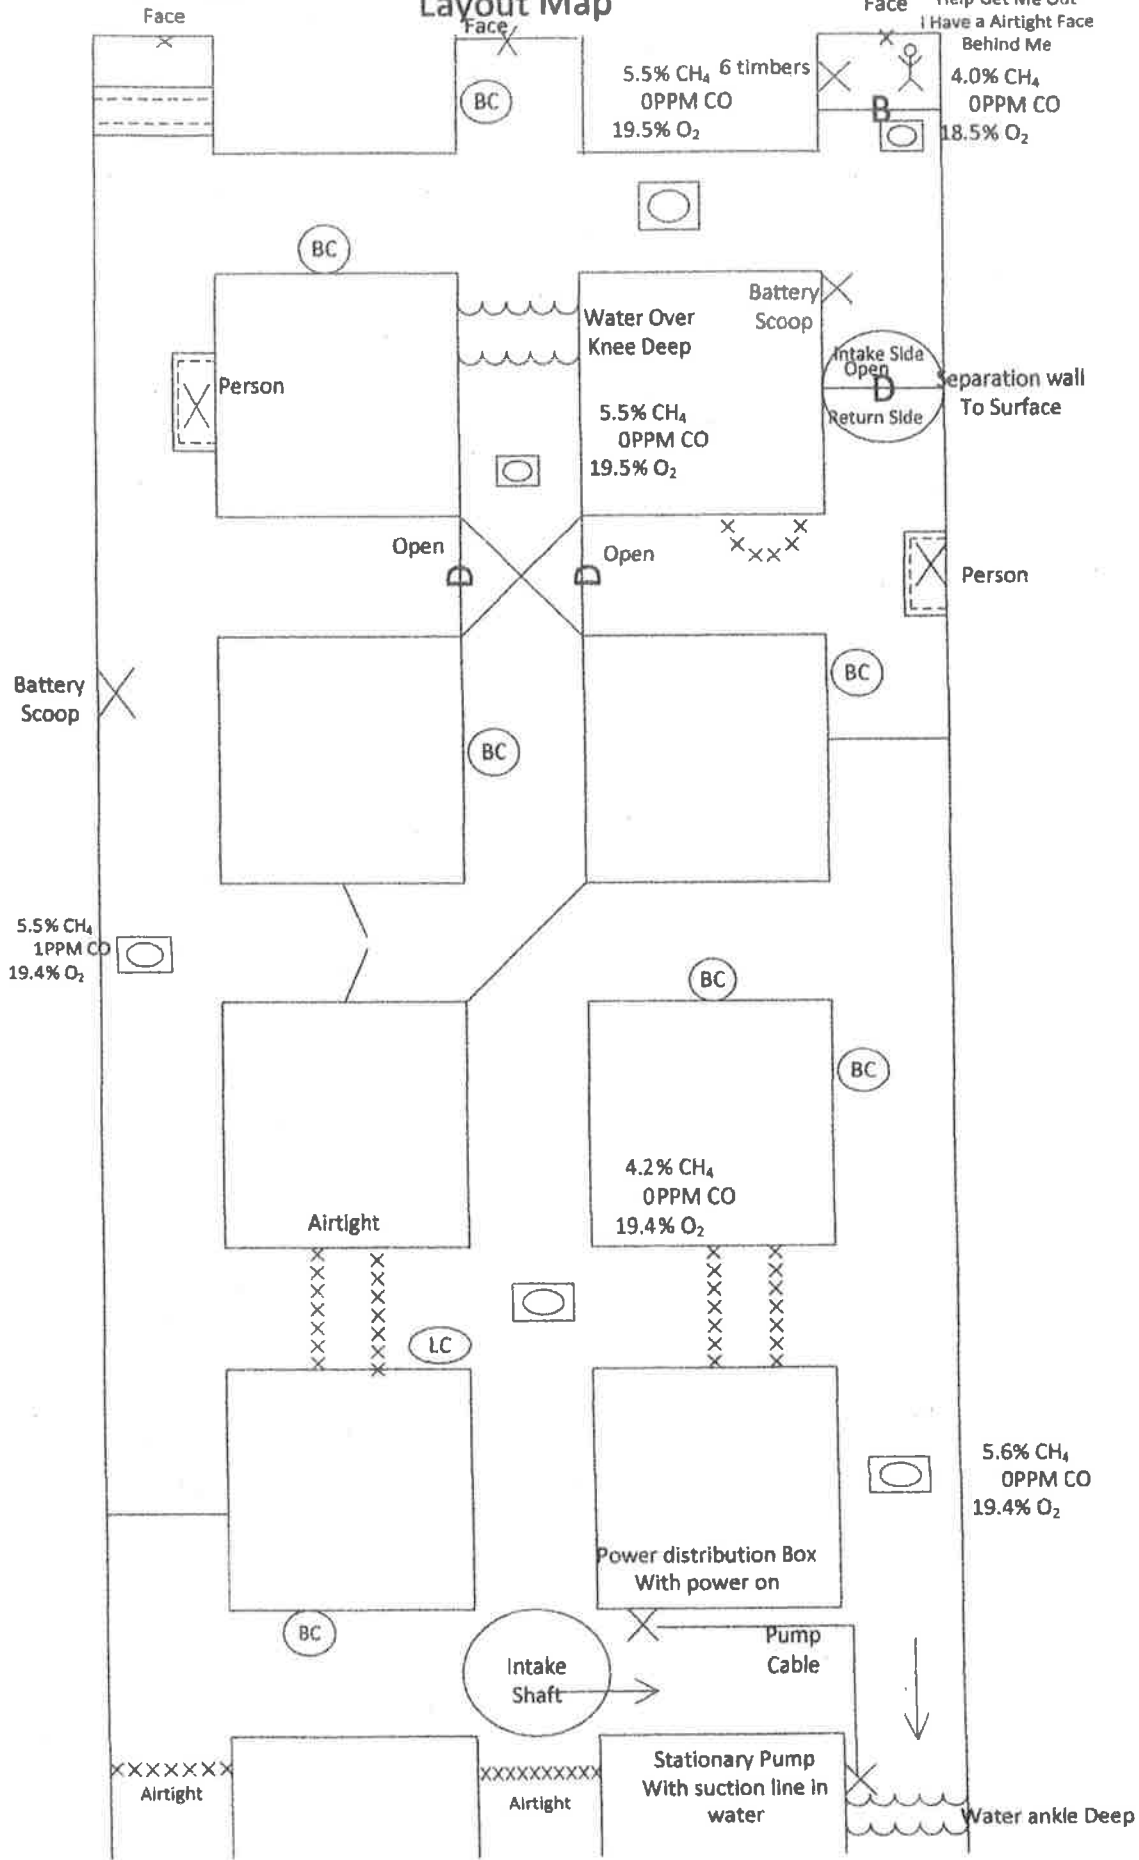 Layout Map
Face
Face
Face
Help Get Me Out
I Have a Airtight Face
Behind Me
BC
5.5% CH₄
0PPM CO
19.5% O₂
6 timbers
B
4.0% CH₄
0PPM CO
18.5% O₂
BC
Water Over
Knee Deep
Battery
Scoop
Person
5.5% CH₄
0PPM CO
19.5% O₂
Intake Side
Open
D
Return Side
Separation wall
To Surface
Open
D
D
Open
Person
Battery
Scoop
BC
BC
5.5% CH₄
1PPM CO
19.4% O₂
BC
BC
4.2% CH₄
0PPM CO
19.4% O₂
Airtight
LC
5.6% CH₄
0PPM CO
19.4% O₂
Power distribution Box
With power on
BC
Intake
Shaft
Pump
Cable
Airtight
Airtight
Stationary Pump
With suction line in
water
Water ankle Deep